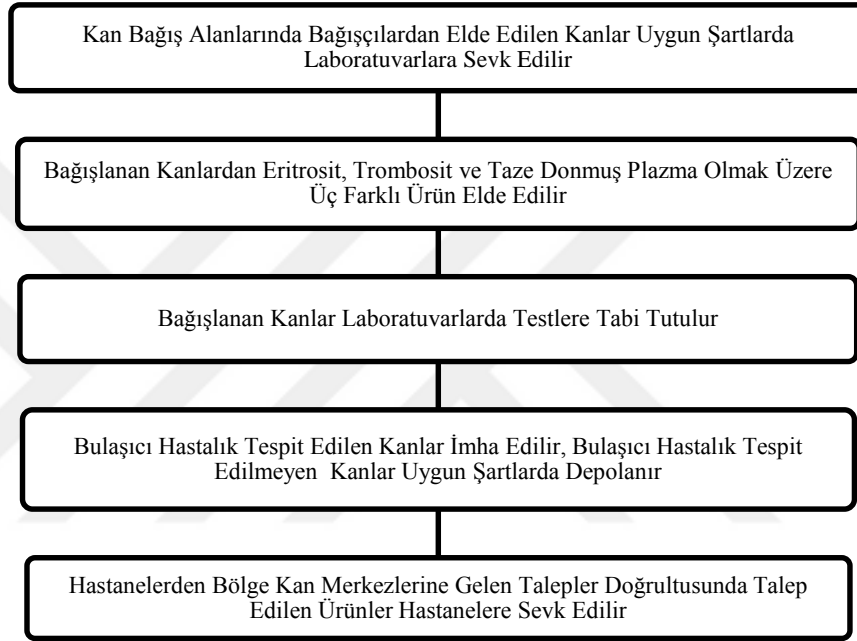 Kan Bağış Alanlarında Bağışçılardan Elde Edilen Kanlar Uygun Şartlarda
Laboratuvarlara Sevk Edilir
Bağışlanan Kanlardan Eritrosit, Trombosit ve Taze Donmuş Plazma Olmak Üzere
Üç Farklı Ürün Elde Edilir
Bağışlanan Kanlar Laboratuvarlarda Testlere Tabi Tutulur
Bulaşıcı Hastalık Tespit Edilen Kanlar İmha Edilir, Bulaşıcı Hastalık Tespit
Edilmeyen Kanlar Uygun Şartlarda Depolanır
Hastanelerden Bölge Kan Merkezlerine Gelen Talepler Doğrultusunda Talep
Edilen Ürünler Hastanelere Sevk Edilir